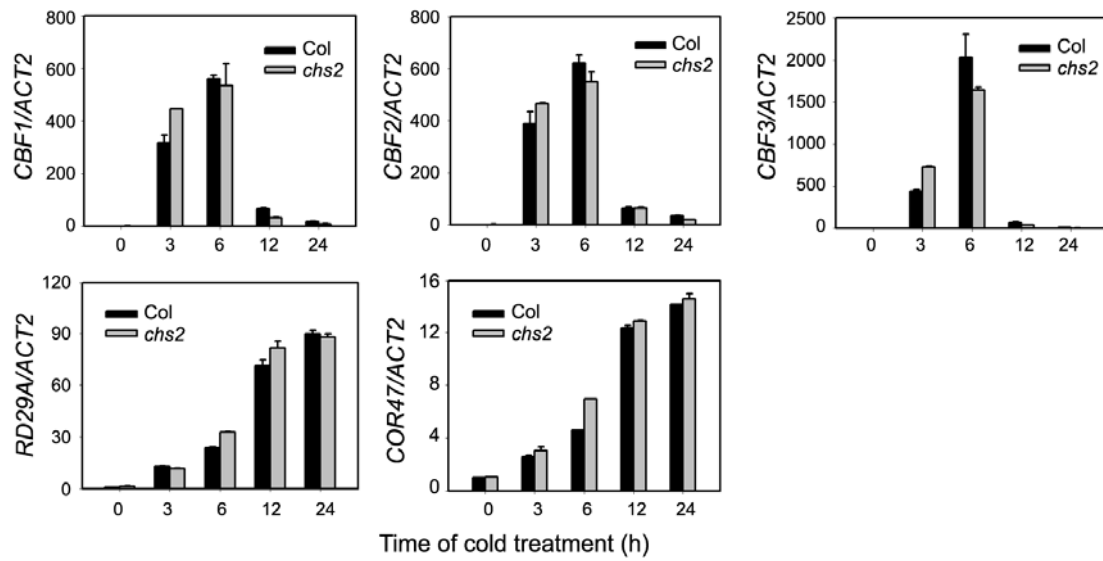 CBF1/ACT2
800
600
400
200
0
Col
chs2
0 3 6 12 24
CBF2/ACT2
800
600
400
200
0
Col
chs2
0 3 6 12 24
CBF3/ACT2
2500
2000
1500
1000
500
0
Col
chs2
0 3 6 12 24
RD29A/ACT2
120
90
60
30
0
Col
chs2
0 3 6 12 24
COR47/ACT2
16
12
8
4
0
Col
chs2
0 3 6 12 24
Time of cold treatment (h)